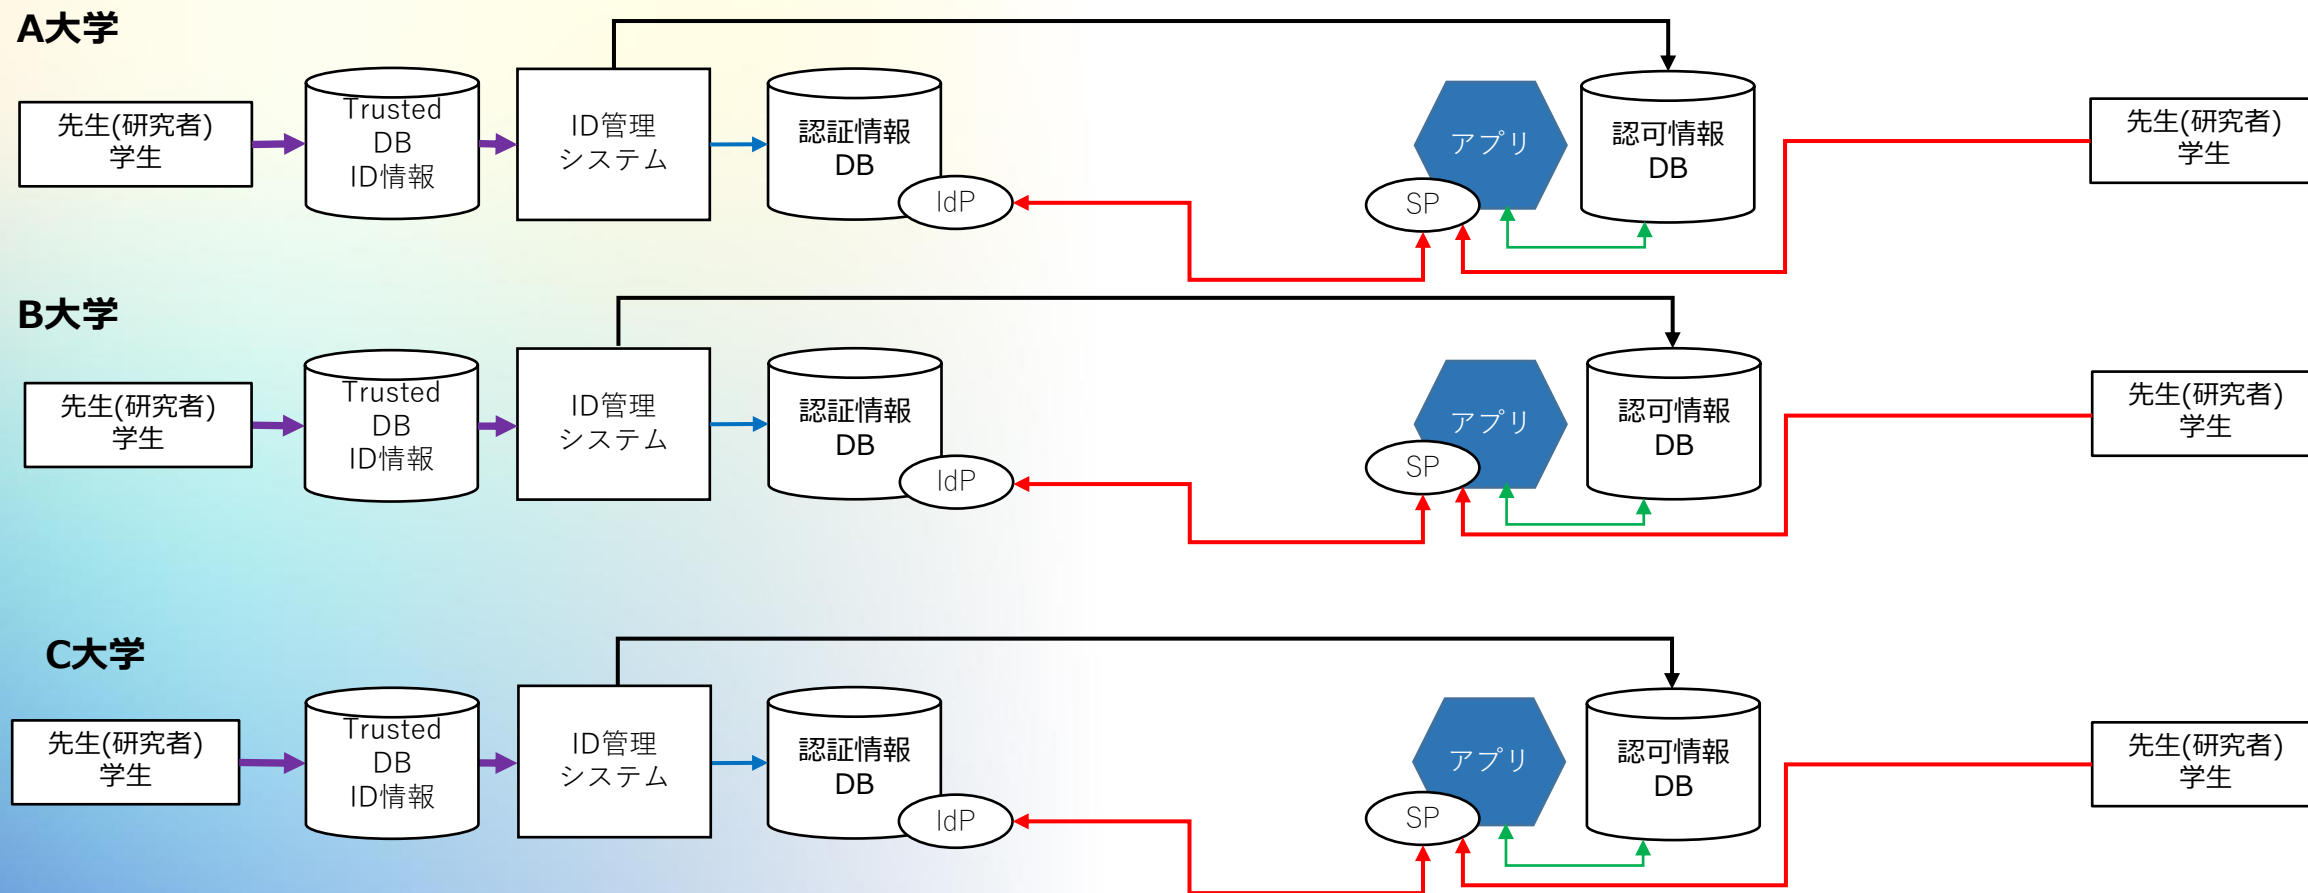 A大学
先生(研究者)
学生
Trusted
DB
ID情報
ID管理
システム
認証情報
DB
IdP
アプリ
SP
認可情報
DB
先生(研究者)
学生
B大学
先生(研究者)
学生
Trusted
DB
ID情報
ID管理
システム
認証情報
DB
IdP
アプリ
SP
認可情報
DB
先生(研究者)
学生
C大学
先生(研究者)
学生
Trusted
DB
ID情報
ID管理
システム
認証情報
DB
IdP
アプリ
SP
認可情報
DB
先生(研究者)
学生